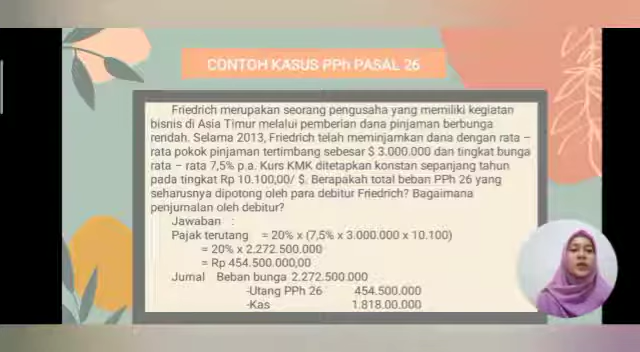 CONTOH KASUS PPh PASAL 26
Friedrich merupakan seorang pengusaha yang memiliki kegiatan
bisnis di Asia Timur melalui pemberian dana pinjaman berbunga
rendah. Selama 2013, Friedrich telah meminjamkan dana dengan rata –
rata pokok pinjaman tertimbang sebesar $ 3.000.000 dan tingkat bunga
rata – rata 7,5% p.a. Kurs KMK ditetapkan konstan sepanjang tahun
pada tingkat Rp 10.100,00/ $. Berapakah total beban PPh 26 yang
seharusnya dipotong oleh para debitur Friedrich? Bagaimana
penjurnalan oleh debitur?
Jawaban :
Pajak terutang = 20% x (7,5% x 3.000.000 x 10.100)
= 20% x 2.272.500.000
= Rp 454.500.000,00
Jurnal Beban bunga 2.272.500.000
-Utang PPh 26 454.500.000
-Kas 1.818.00.000